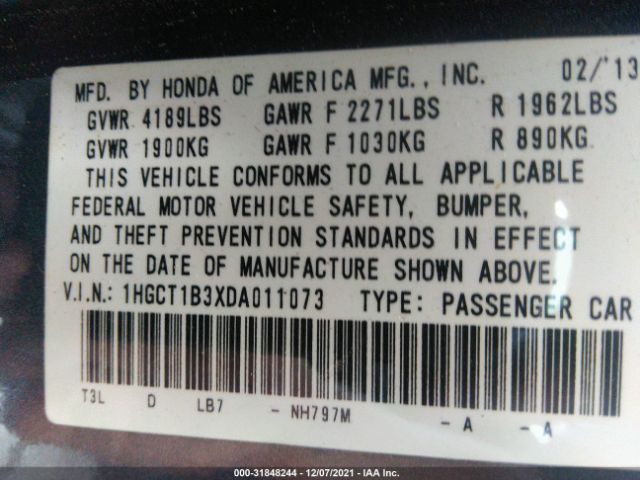 MFD. BY HONDA OF AMERICA MFG., INC. 02/'13
GVWR 4189LBS GAWR F 2271LBS R 1962LBS
GVWR 1900KG GAWR F 1030KG R 890KG
THIS VEHICLE CONFORMS TO ALL APPLICABLE
FEDERAL MOTOR VEHICLE SAFETY, BUMPER,
AND THEFT PREVENTION STANDARDS IN EFFECT
ON THE DATE OF MANUFACTURE SHOWN ABOVE.
V.I.N.: 1HGCT1B3XDA011073 TYPE: PASSENGER CAR
T3L D LB7 - NH797M - A - A
000-31848244 - 12/07/2021 - IAA Inc.